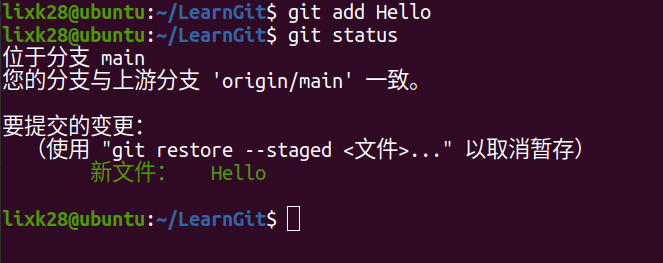 lixk28@ubuntu:~/LearnGit$ git add Hello
lixk28@ubuntu:~/LearnGit$ git status
位于分支 main
您的分支与上游分支 'origin/main' 一致。
要提交的变更：
（使用 "git restore --staged <文件>..." 以取消暂存）
新文件：   Hello
lixk28@ubuntu:~/LearnGit$